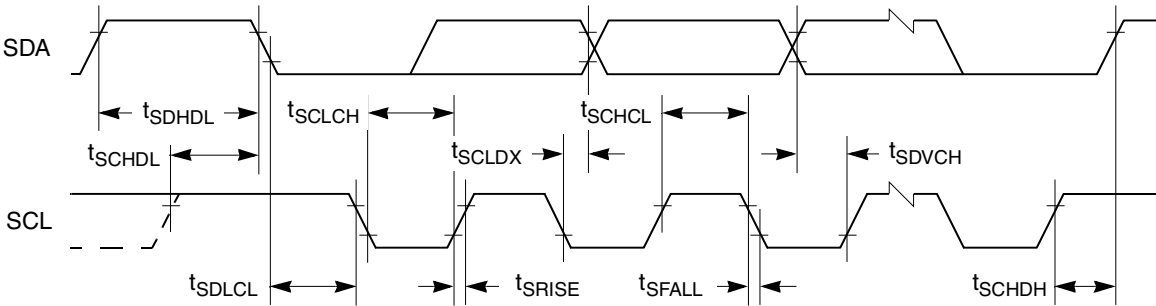 SDA
tSDHDL
tSCLCH
tSCHCL
tSCHDL
tSCLDX
tSDVCH
SCL
tSDLCL
tSRISE
tSFALL
tSCHDH